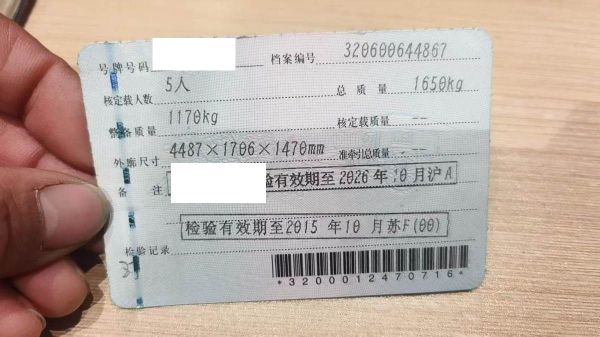 号牌号码 档案编号 320600644867
核定载人数 5人 总质量 1650kg
整备质量 1170kg 核定载质量 --
外廓尺寸 4487×1706×1470mm 准牵引总质量 --
备注 验有效期至2026年10月沪A
检验有效期至2015年10月苏F(00)
检验记录
*3200012470716*